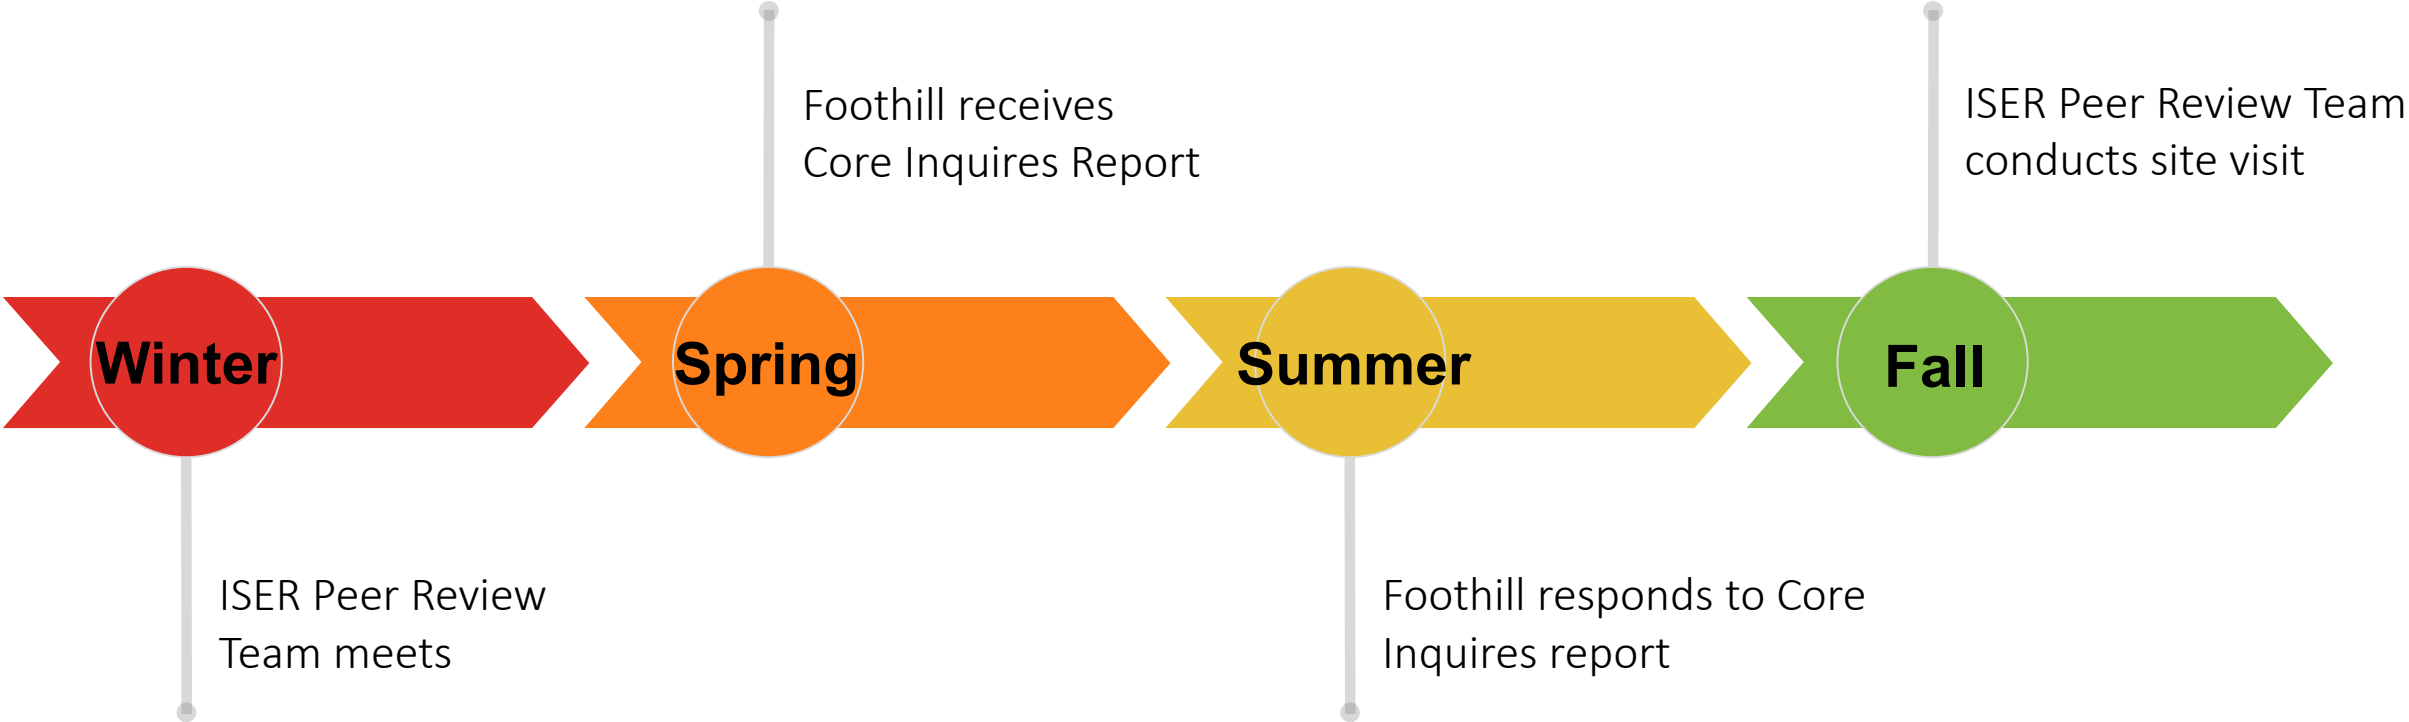 Winter
ISER Peer Review
Team meets
Spring
Foothill receives
Core Inquires Report
Summer
Foothill responds to Core
Inquires report
Fall
ISER Peer Review Team
conducts site visit